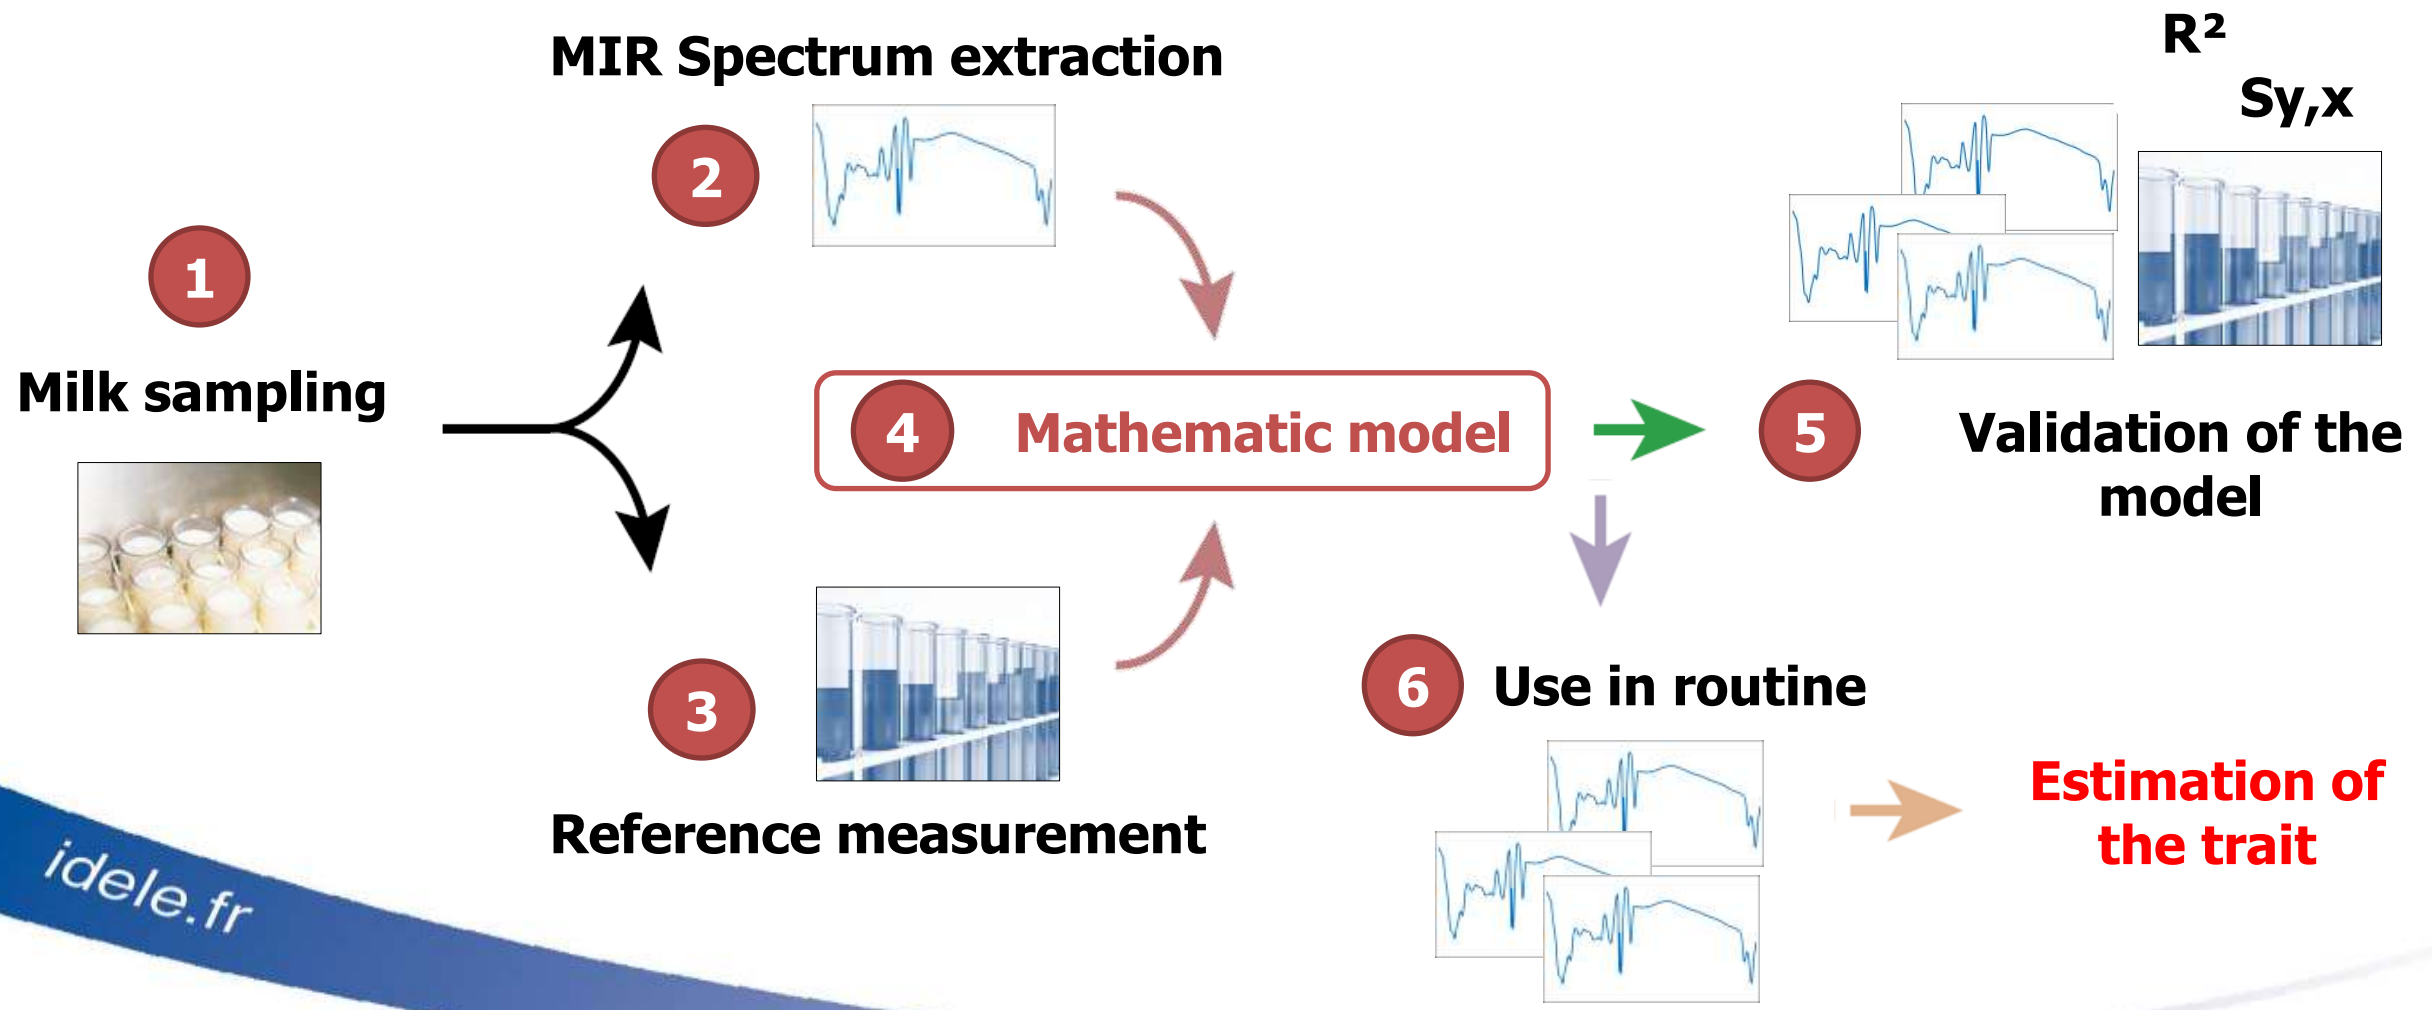 1
Milk sampling
MIR Spectrum extraction
2
3
Reference measurement
4 Mathematic model
R²
Sy,x
5
Validation of the
model
6 Use in routine
Estimation of
the trait
idele.fr